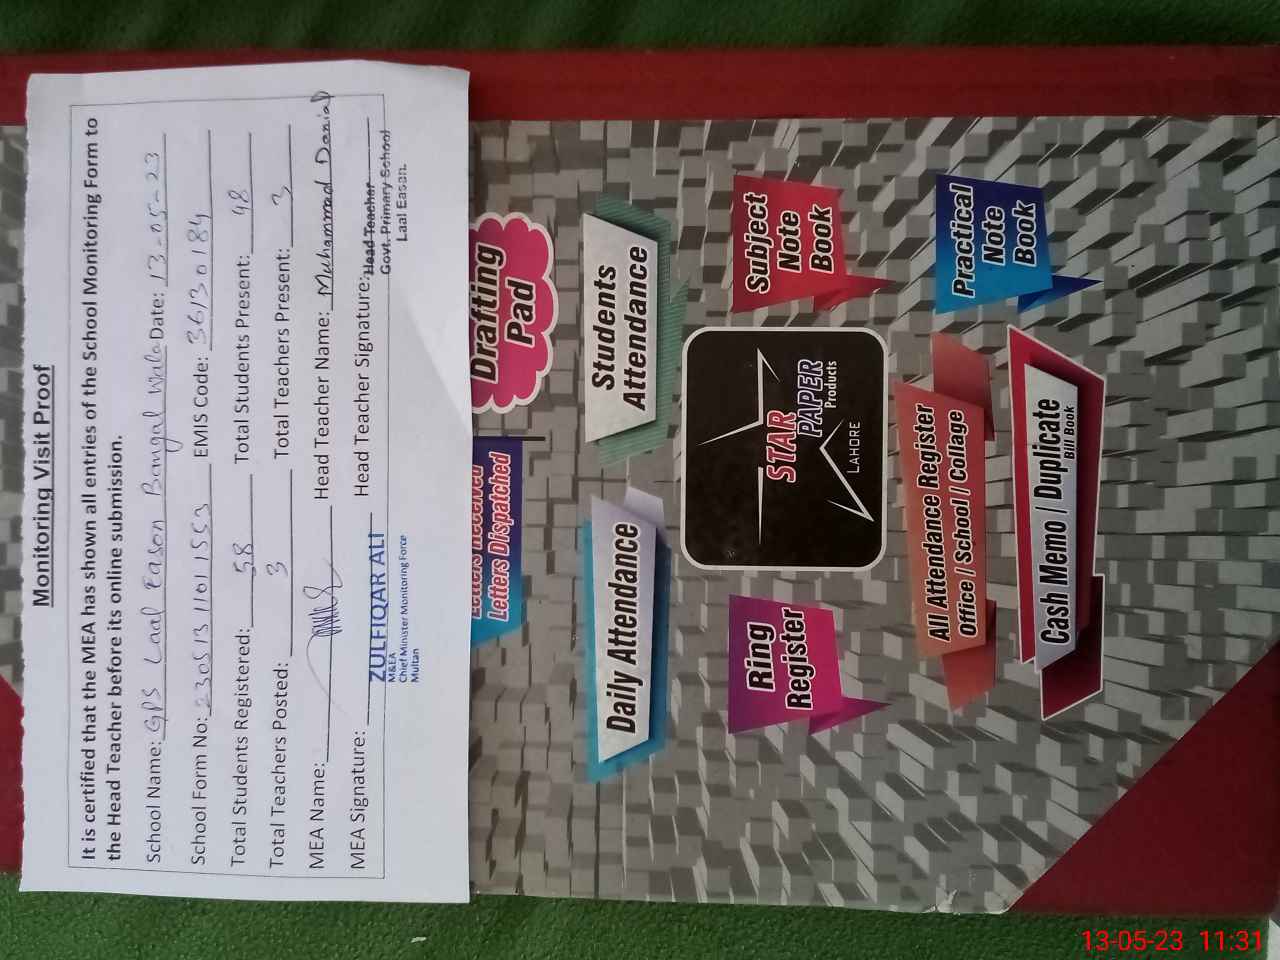 Monitoring Visit Proof
It is certified that the MEA has shown all entries of the School Monitoring Form to
the Head Teacher before its online submission.
School Name: GPS Laal Eason Bangal Wala Date: 13-05-23
School Form No: 230513 1101 1553 EMIS Code: 36130184
Total Students Registered: 58 Total Students Present: 48
Total Teachers Posted: 3 Total Teachers Present: 3
MEA Name: Head Teacher Name: Muhammad Danial
MEA Signature: Head Teacher Signature:
ZULFIQAR ALI
M&EA
Chief Minister Monitoring Force
Multan
Head Teacher
Govt. Primary School
Laal Eason.
Letters Received
Letters Dispatched
Drafting
Pad
Daily Attendance
Students
Attendance
Ring
Register
STAR
PAPER
Products
LAHORE
Subject
Note
Book
All Attendance Register
Office / School / Collage
Practical
Note
Book
Cash Memo / Duplicate
Bill Book
13-05-23 11:31